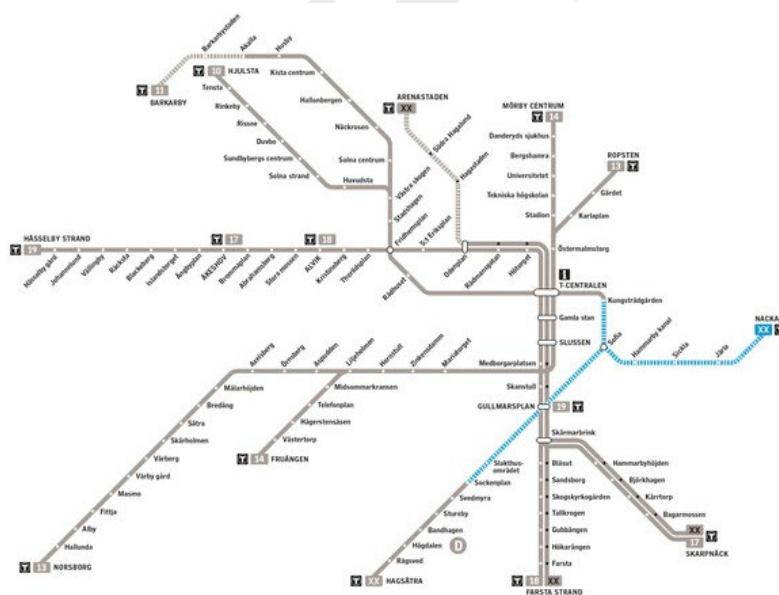 Barkarbystaden
Akalla
Husby
Kista centrum
Hallonbergen
Näckrosen
Solna centrum
Västra skogen
Stadshagen
Fridhemsplan
11
BARKARBY
10 HJULSTA
Tensta
Rinkeby
Rissne
Duvbo
Sundbybergs centrum
Solna strand
Huvudsta
ARENASTADEN
XX
Södra Hagalund
Hagastaden
MÖRBY CENTRUM
14
Danderyds sjukhus
Bergshamra
Universitetet
Tekniska högskolan
Stadion
ROPSTEN
13
Gärdet
Karlaplan
Östermalmstorg
HÄSSELBY STRAND
19
Hässelby gård
Johannelund
Vällingby
Råcksta
Blackeberg
Islandstorget
Ängbyplan
17
ÅKESHOV
Brommaplan
Abrahamsberg
Stora mossen
18
ALVIK
Kristineberg
Thorildsplan
S:t Eriksplan
Odenplan
Rådmansgatan
Hötorget
Rådhuset
i
T-CENTRALEN
Kungsträdgården
Gamla stan
SLUSSEN
Sofia
Hammarby kanal
Sickla
Järla
NACKA
XX
Medborgarplatsen
Skanstull
GULLMARSPLAN
19
Skärmarbrink
Axelsberg
Örnsberg
Aspudden
Liljeholmen
Hornstull
Zinkensdamm
Mariatorget
Mälarhöjden
Bredäng
Sätra
Skärholmen
Vårberg
Vårby gård
Masmo
Fittja
Alby
Hallunda
13 NORSBORG
Midsommarkransen
Telefonplan
Hägerstensåsen
Västertorp
14 FRUÄNGEN
Slakthus-
området
Sockenplan
Svedmyra
Stureby
Bandhagen
Högdalen
Rågsved
D
XX HAGSÄTRA
Blåsut
Sandsborg
Skogskyrkogården
Tallkrogen
Gubbängen
Hökarängen
Farsta
18 XX
FARSTA STRAND
Hammarbyhöjden
Björkhagen
Kärrtorp
Bagarmossen
XX
17
SKARPNÄCK